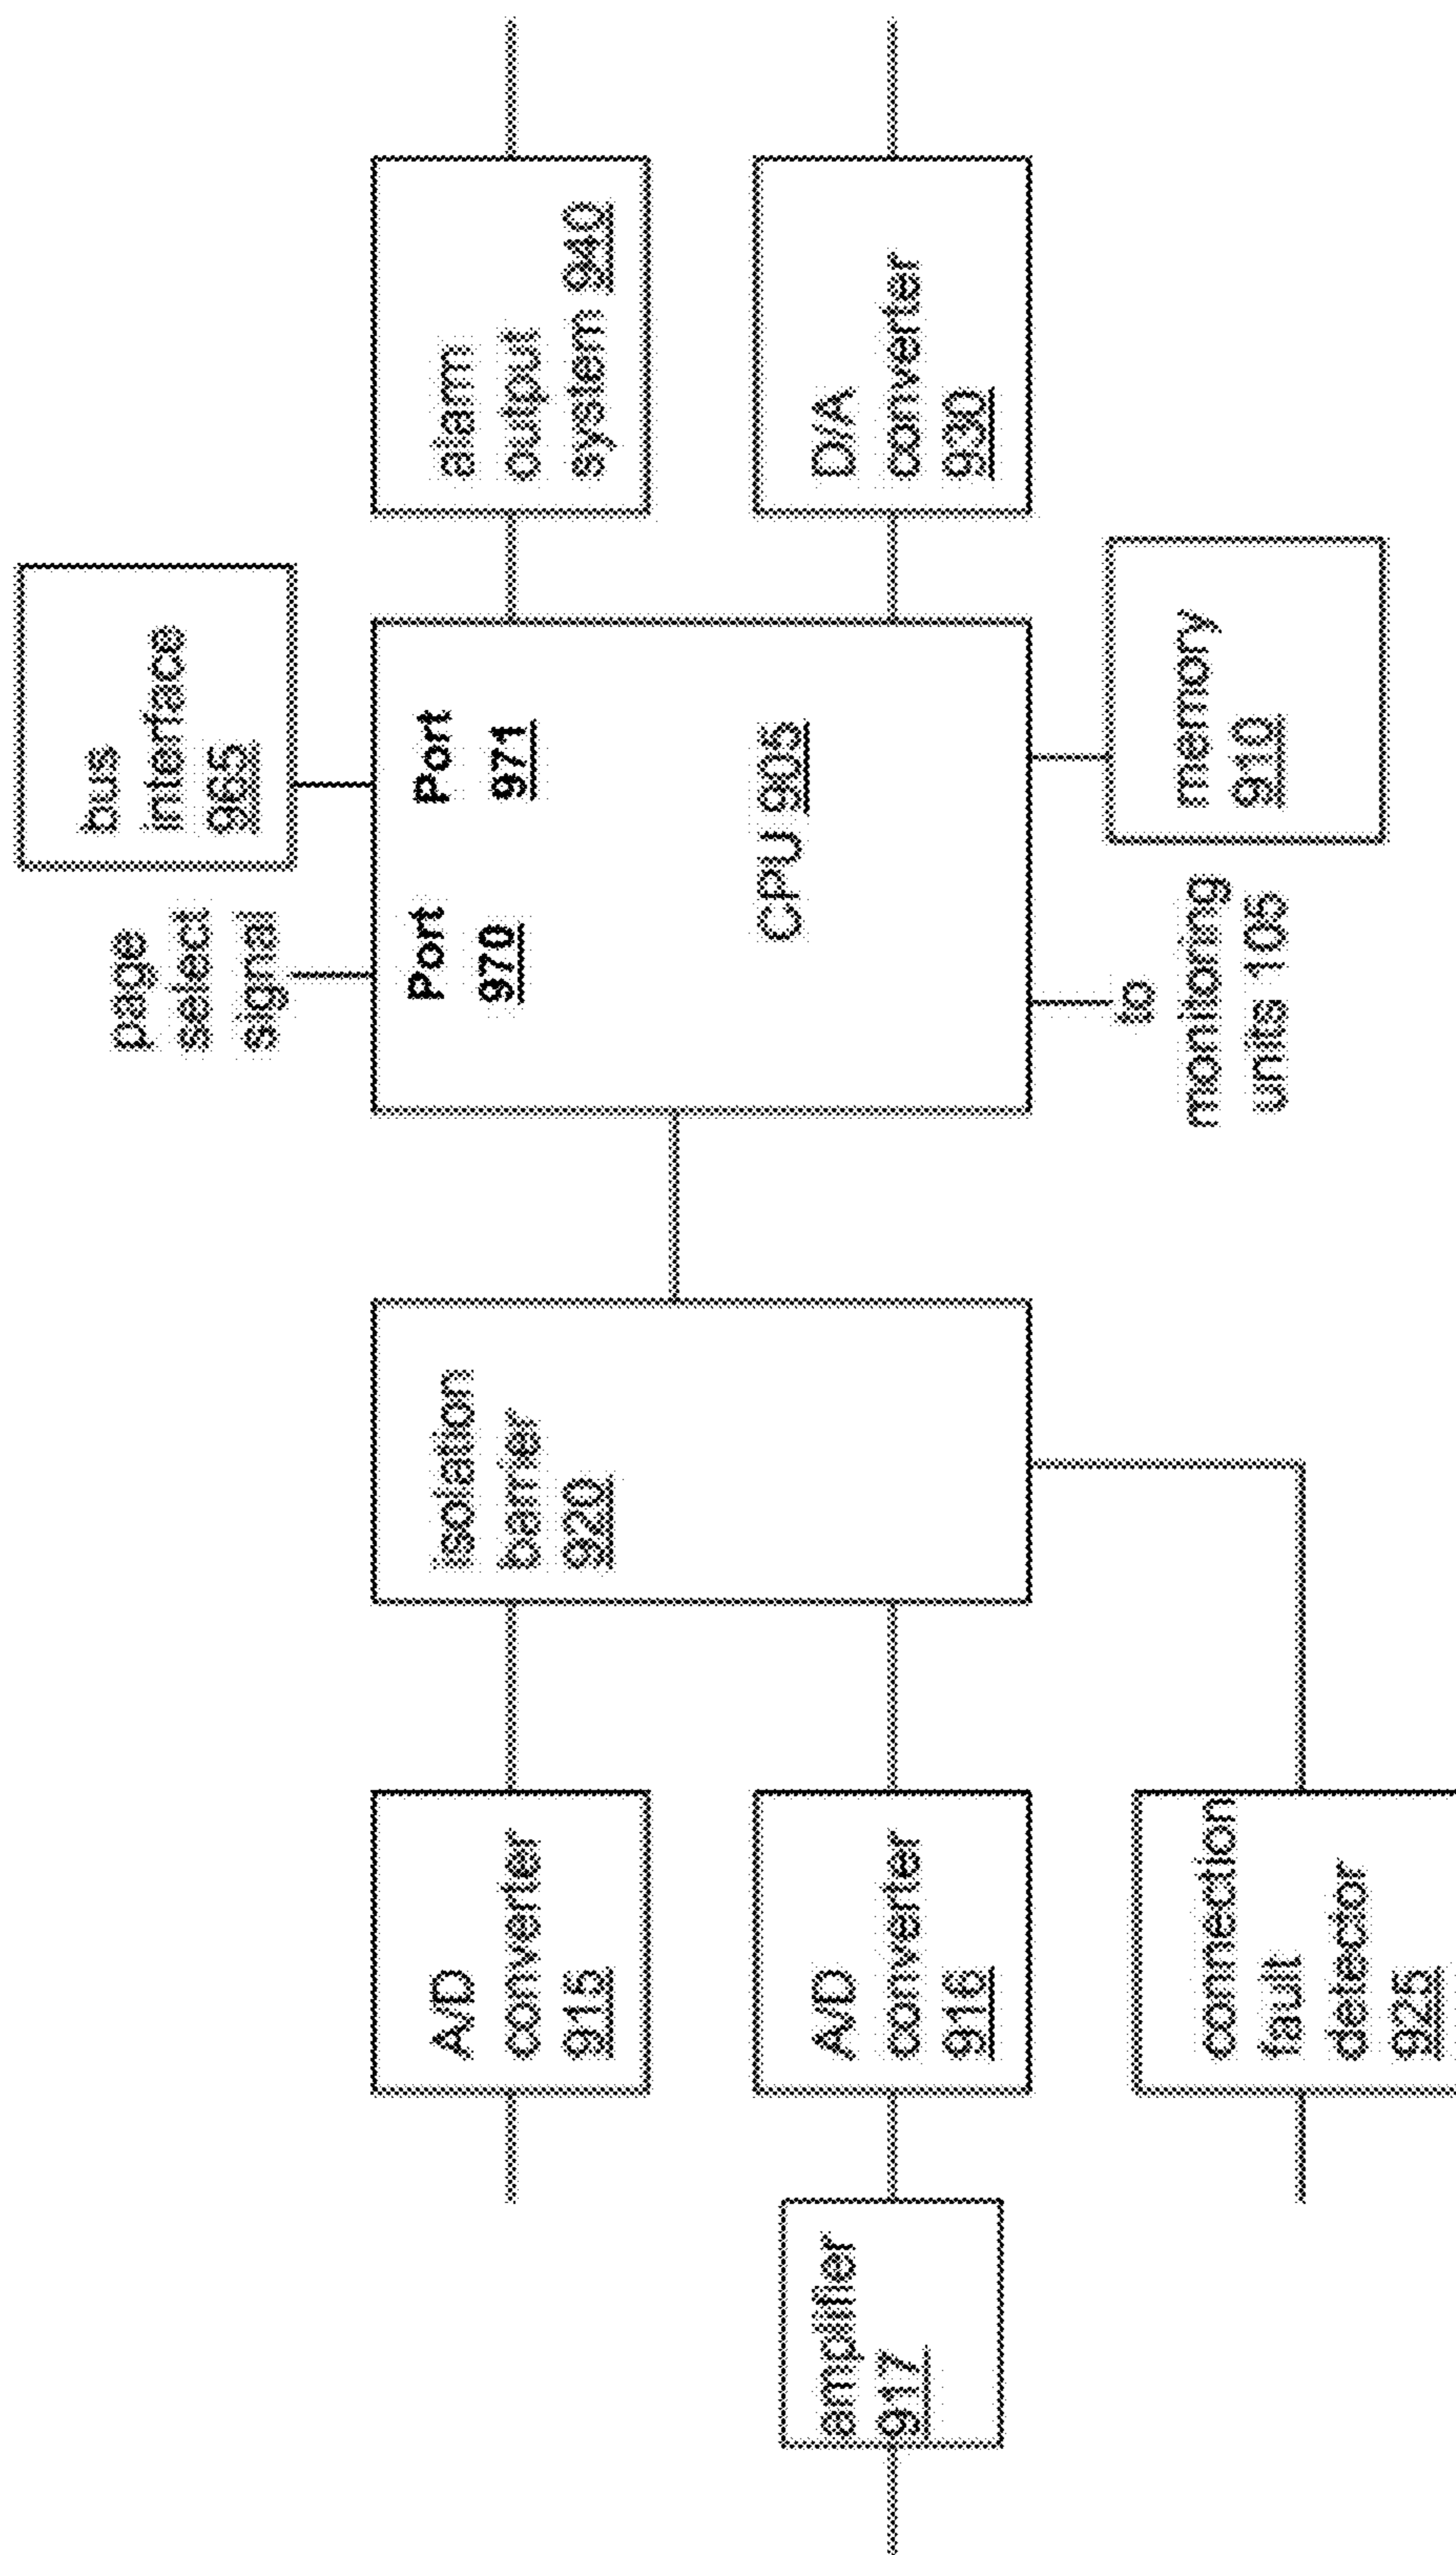 bus
interface
965
page
select
signal
alarm
output
system 940
Port
971
Port
970
CPU 905
D/A
converter
930
memory
910
to
monitoring
units 105
isolation
barrier
920
A/D
converter
915
A/D
converter
916
amplifier
917
connection
fault
detector
925